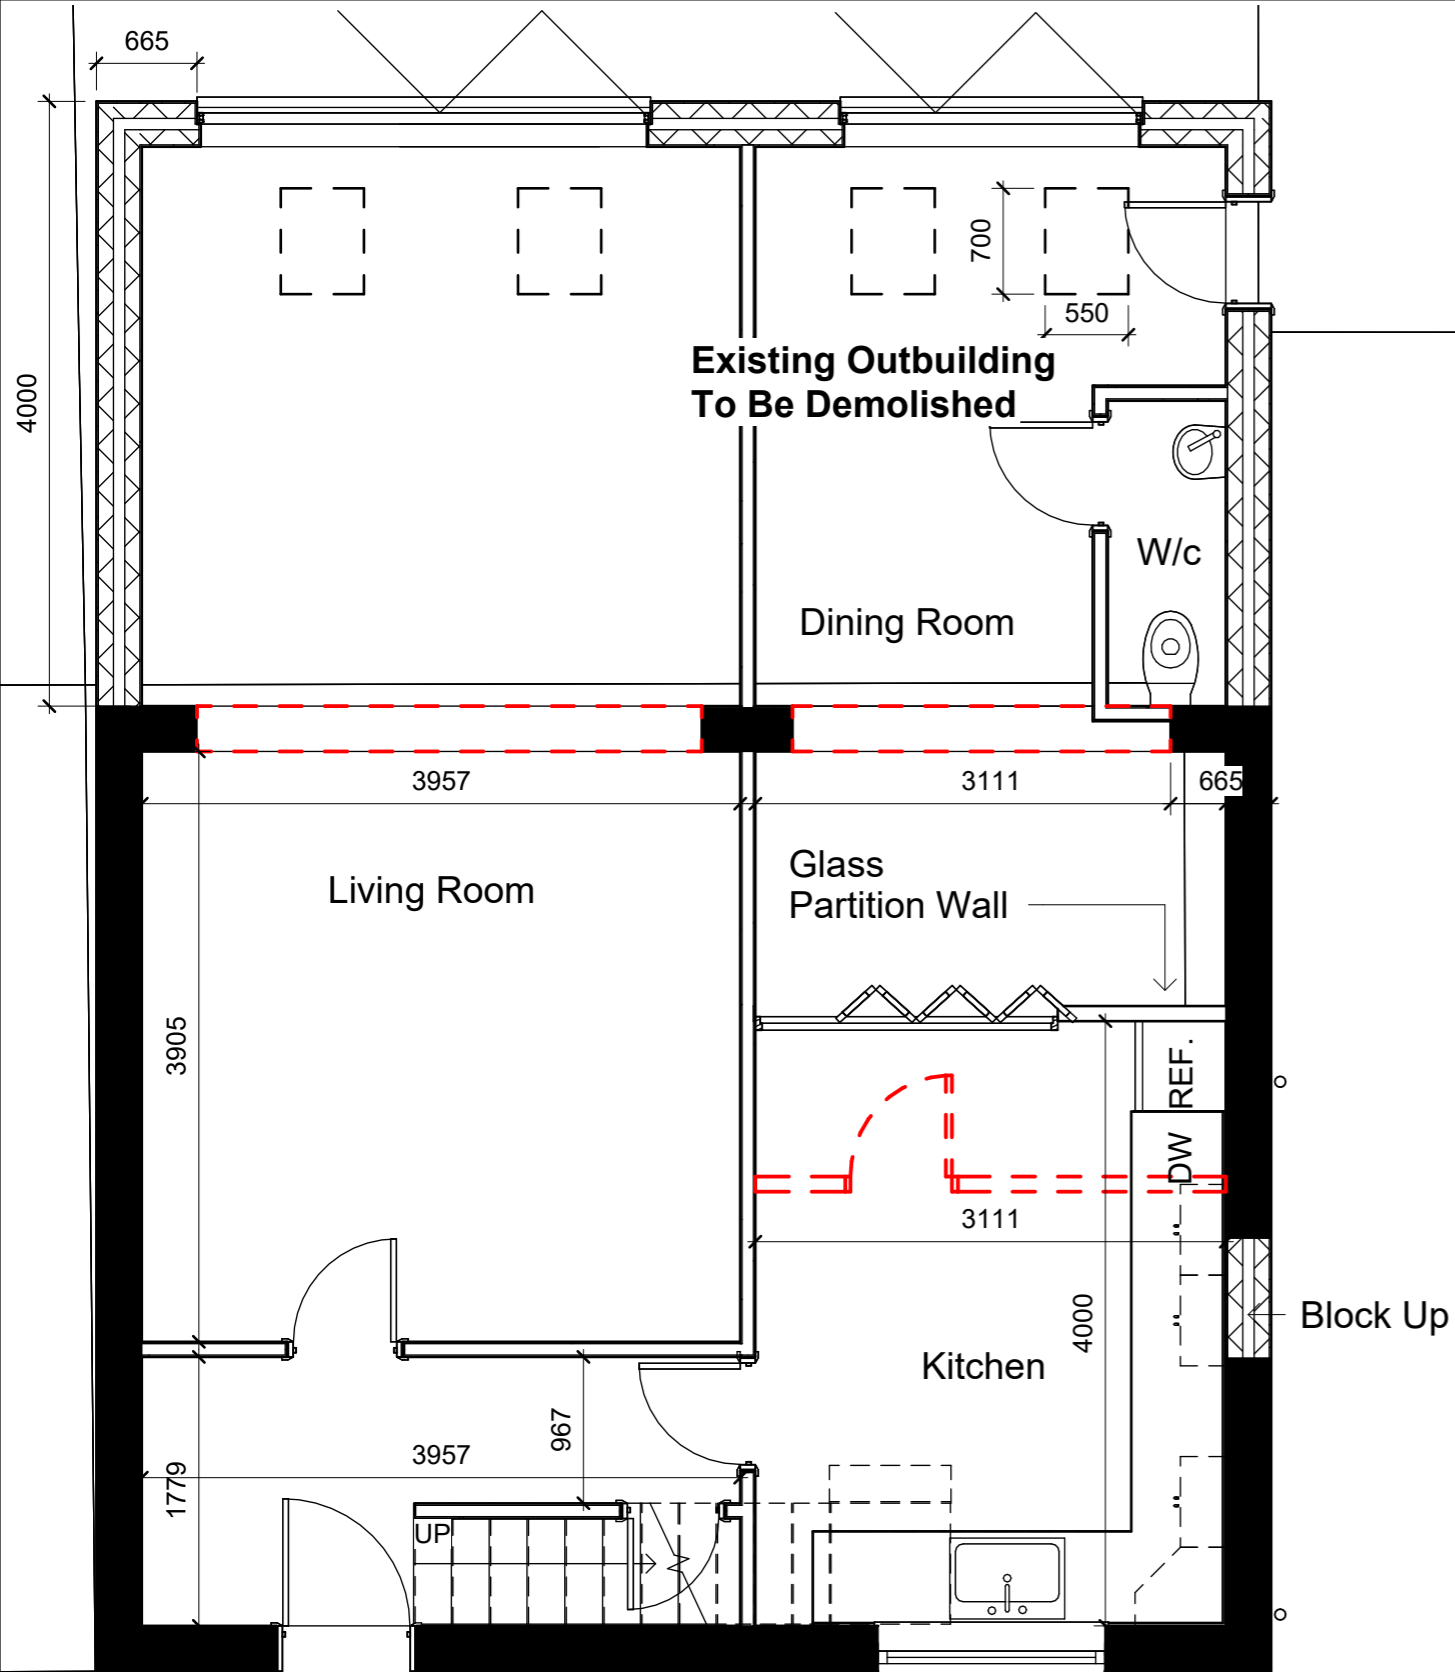 665
4000
700
550
Existing Outbuilding
To Be Demolished
W/c
Dining Room
3957
3111
665
Living Room
Glass
Partition Wall
3905
REF.
DW
3111
4000
Block Up
Kitchen
967
3957
1779
UP